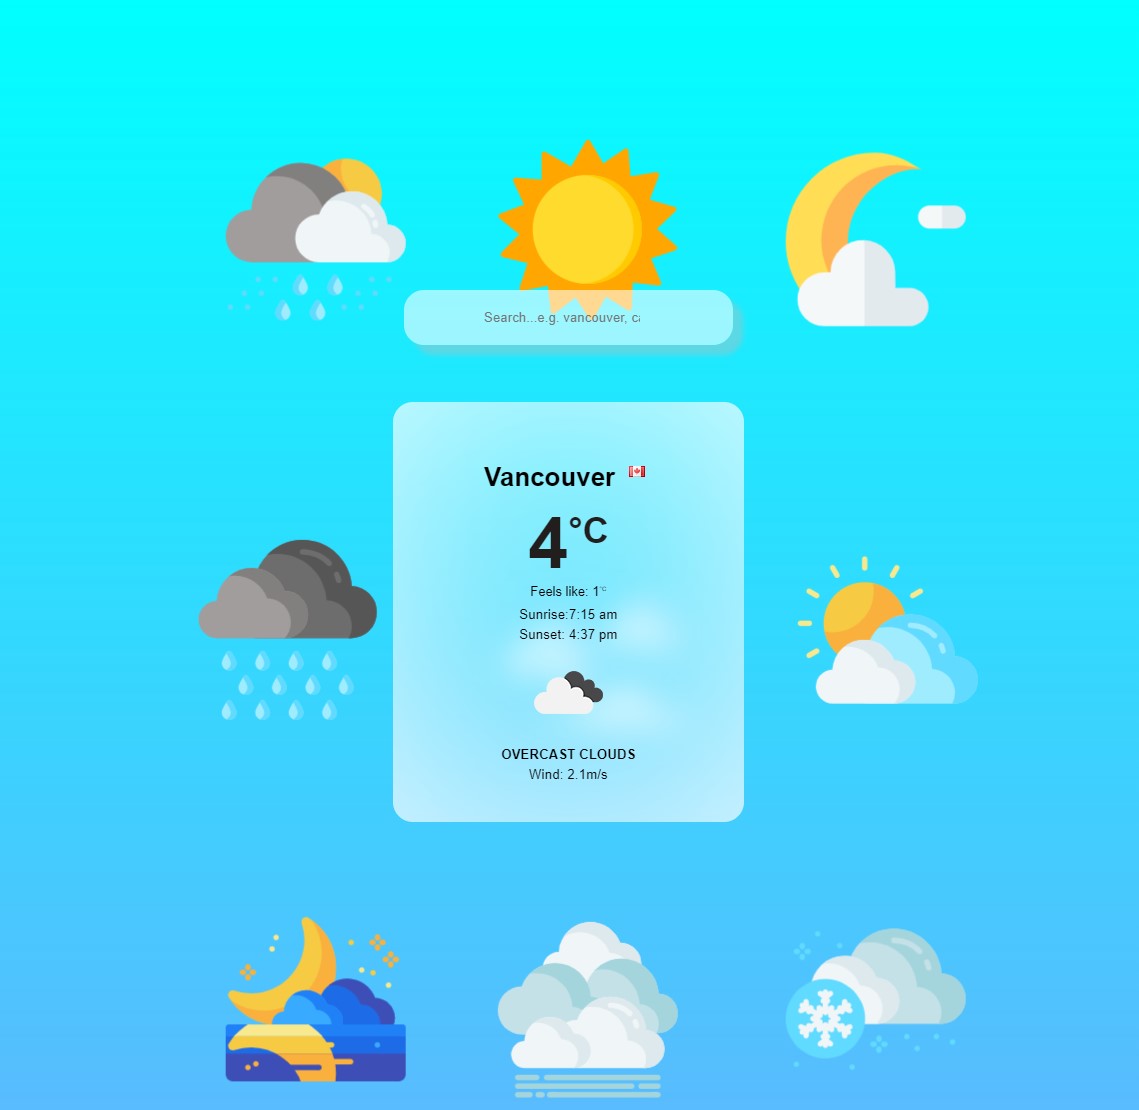 Search...e.g. vancouver, ca
Vancouver
4°C
Feels like: 1°C
Sunrise:7:15 am
Sunset: 4:37 pm
OVERCAST CLOUDS
Wind: 2.1m/s